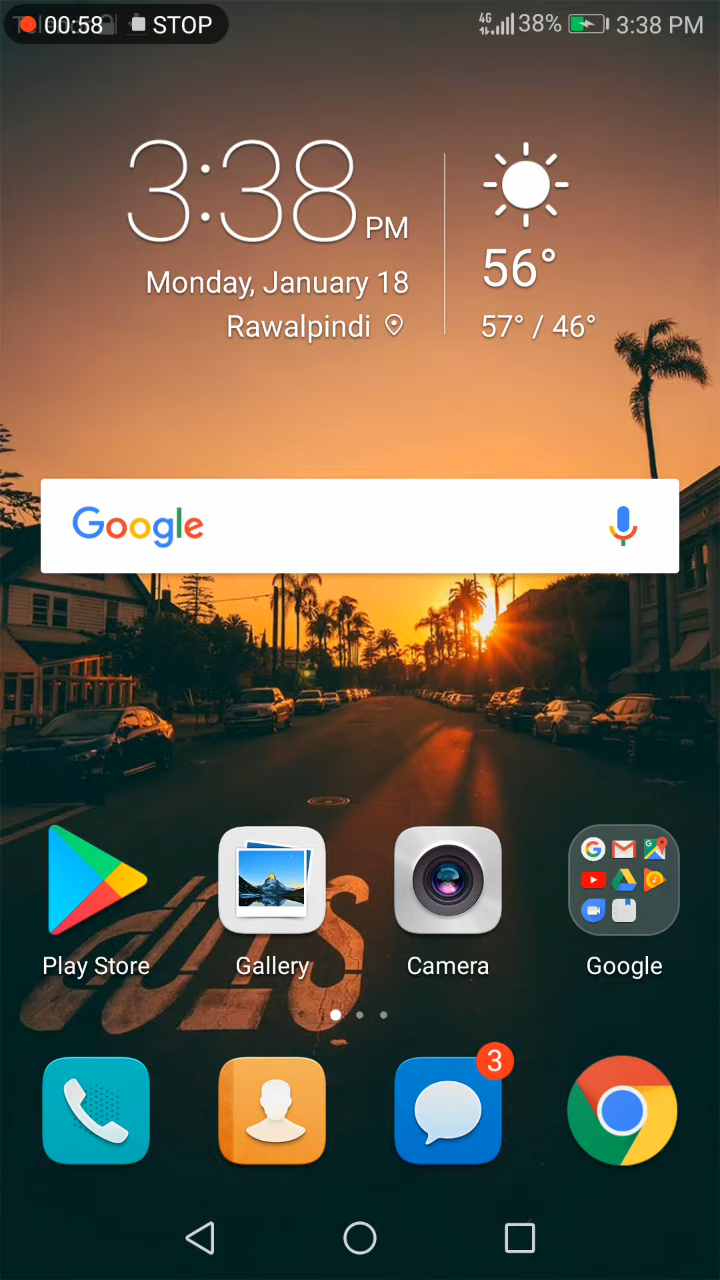 00:58 STOP 4G 38% 3:38 PM
3:38 PM
Monday, January 18
Rawalpindi
56°
57° / 46°
Google
Play Store Gallery Camera Google
3